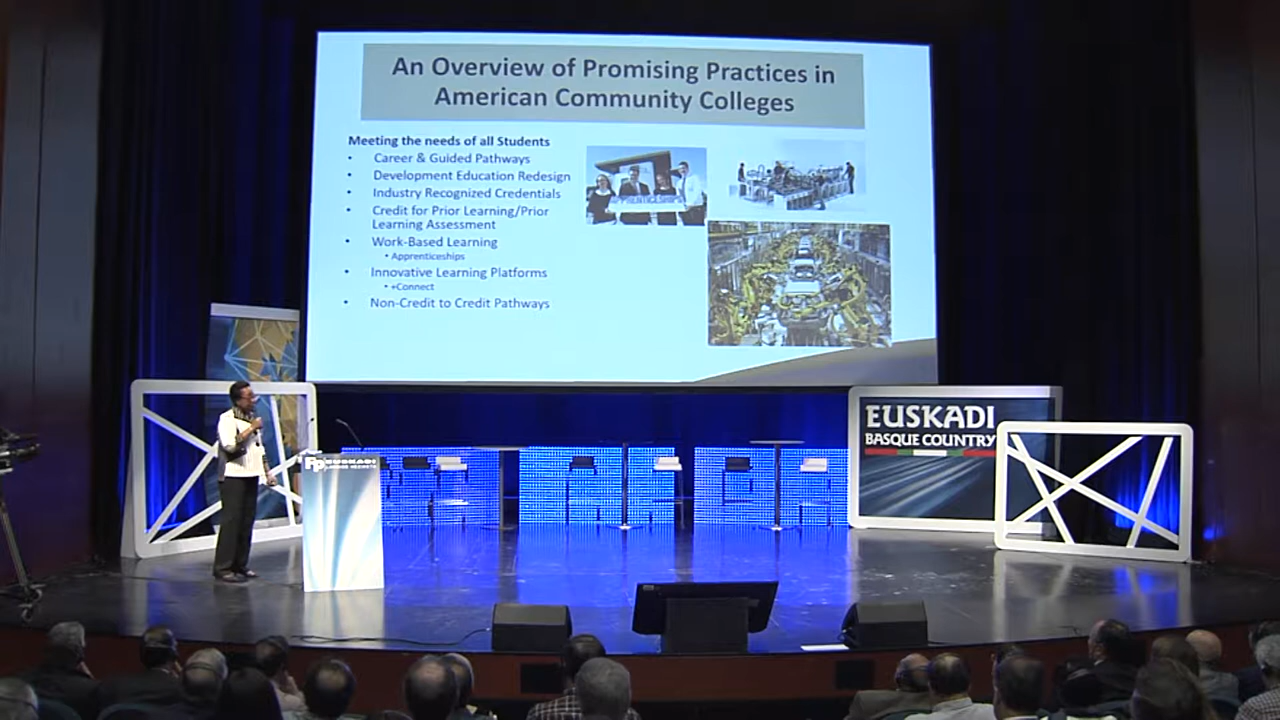 An Overview of Promising Practices in
American Community Colleges
Meeting the needs of all Students
• Career & Guided Pathways
• Development Education Redesign
• Industry Recognized Credentials
• Credit for Prior Learning/Prior
Learning Assessment
• Work-Based Learning
• Apprenticeships
• Innovative Learning Platforms
• +Connect
• Non-Credit to Credit Pathways
EUSKADI
BASQUE COUNTRY
FP EUSKADI